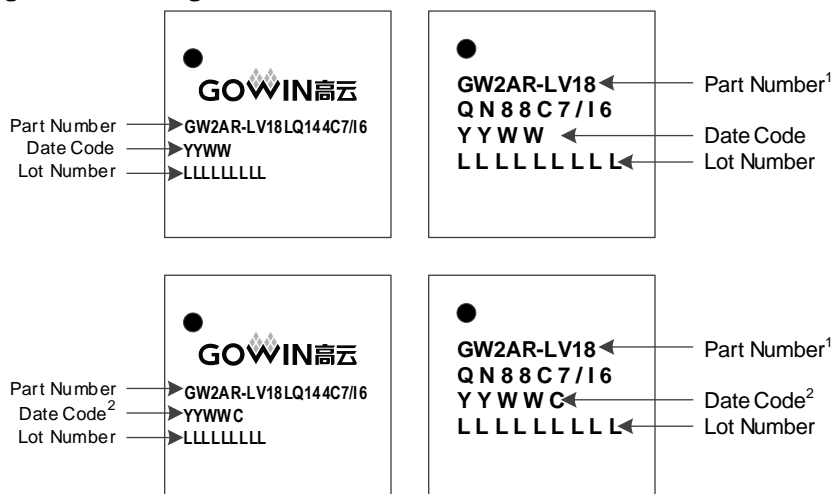 GOWIN高云
Part Number
GW2AR-LV18LQ144C7/I6
Date Code
YYWW
Lot Number
LLLLLLLLL
GW2AR-LV18
Part Number1
QN88C7/I6
YYWW
Date Code
LLLLLLLLL
Lot Number
GOWIN高云
Part Number
GW2AR-LV18LQ144C7/I6
Date Code2
YYWWC
Lot Number
LLLLLLLLL
GW2AR-LV18
Part Number1
QN88C7/I6
YYWWC
Date Code2
LLLLLLLLL
Lot Number